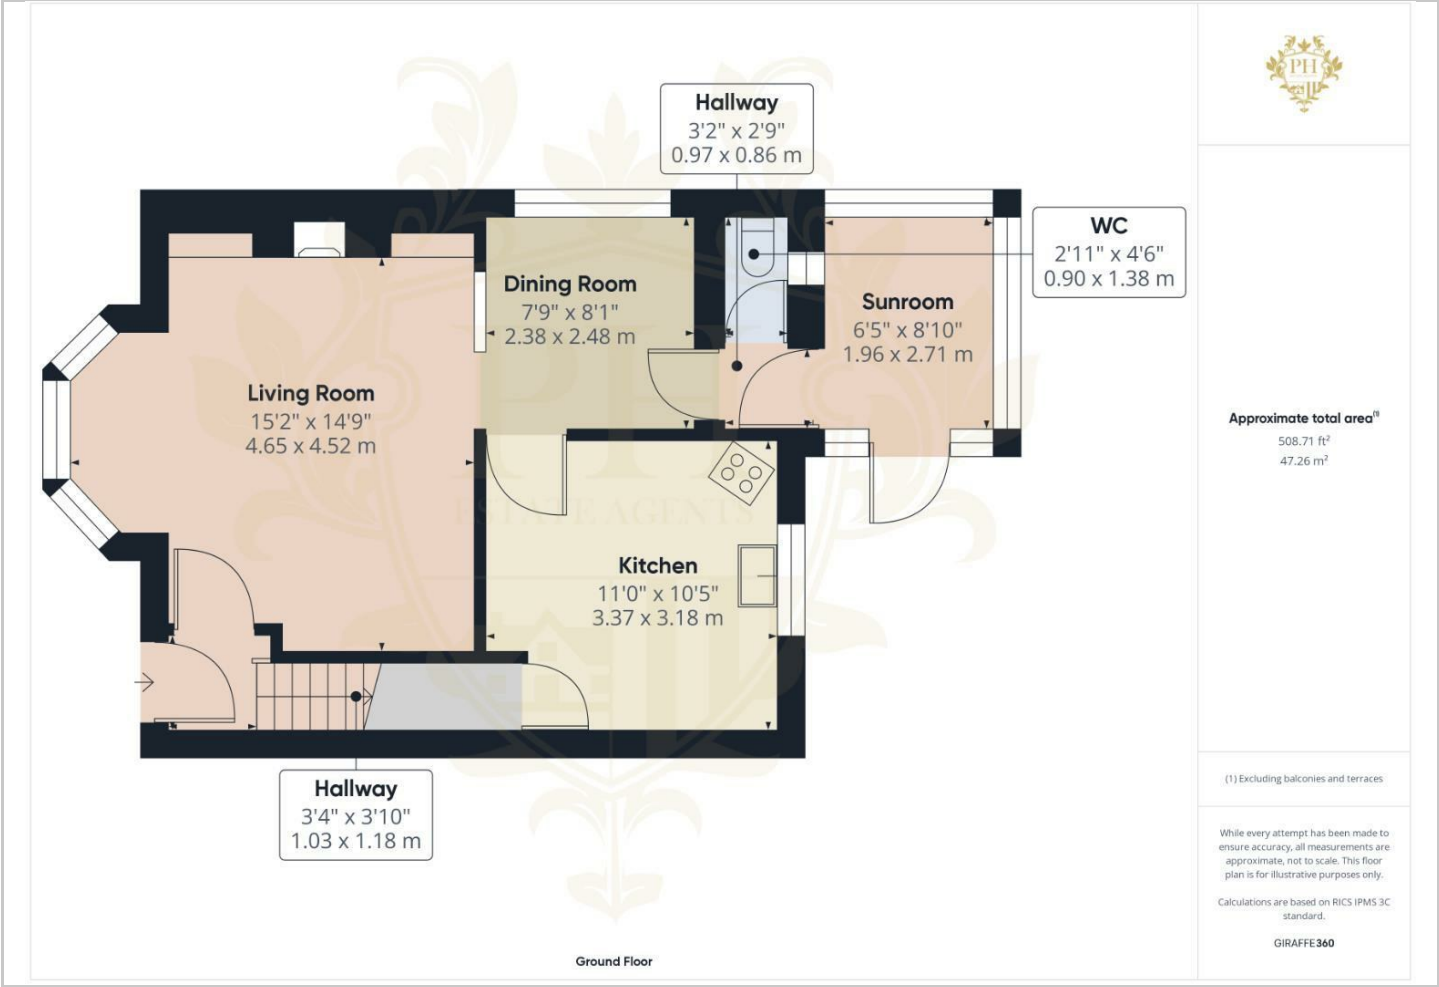 Hallway
3'2" x 2'9"
0.97 x 0.86 m
WC
2'11" x 4'6"
0.90 x 1.38 m
Dining Room
7'9" x 8'1"
2.38 x 2.48 m
Sunroom
6'5" x 8'10"
1.96 x 2.71 m
Living Room
15'2" x 14'9"
4.65 x 4.52 m
PH
ESTATE AGENTS
Kitchen
11'0" x 10'5"
3.37 x 3.18 m
Hallway
3'4" x 3'10"
1.03 x 1.18 m
Ground Floor
PH
Approximate total area(1)
508.71 ft²
47.26 m²
(1) Excluding balconies and terraces
While every attempt has been made to
ensure accuracy, all measurements are
approximate, not to scale. This floor
plan is for illustrative purposes only.
Calculations are based on RICS IPMS 3C
standard.
GIRAFFE360